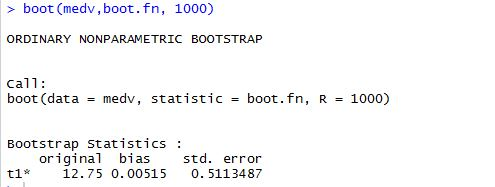 > boot(medv,boot.fn, 1000)
ORDINARY NONPARAMETRIC BOOTSTRAP
Call:
boot(data = medv, statistic = boot.fn, R = 1000)
Bootstrap Statistics :
original bias std. error
t1* 12.75 0.00515 0.5113487